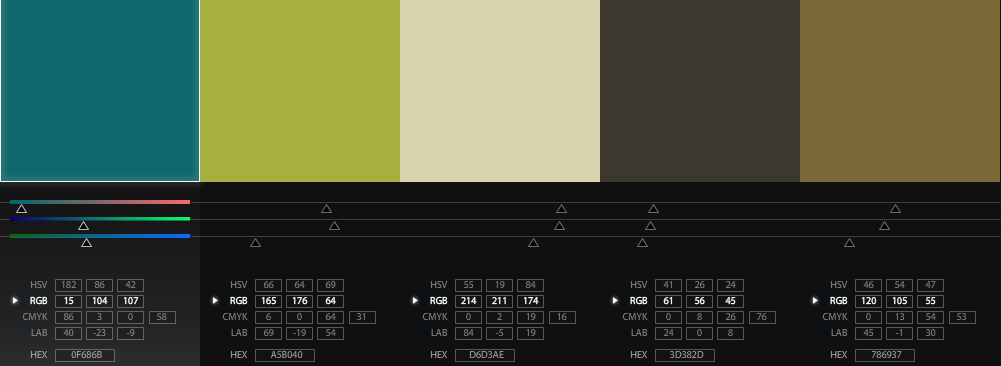 HSV 182 86 42 HSV 66 64 69 HSV 55 19 84 HSV 41 26 24 HSV 46 54 47
RGB 15 104 107 RGB 165 176 64 RGB 214 211 174 RGB 61 56 45 RGB 120 105 55
CMYK 86 3 0 58 CMYK 6 0 64 31 CMYK 0 2 19 16 CMYK 0 8 26 76 CMYK 0 13 54 53
LAB 40 -23 -9 LAB 69 -19 54 LAB 84 -5 19 LAB 24 0 8 LAB 45 -1 30
HEX 0F686B HEX A5B040 HEX D6D3AE HEX 3D382D HEX 786937